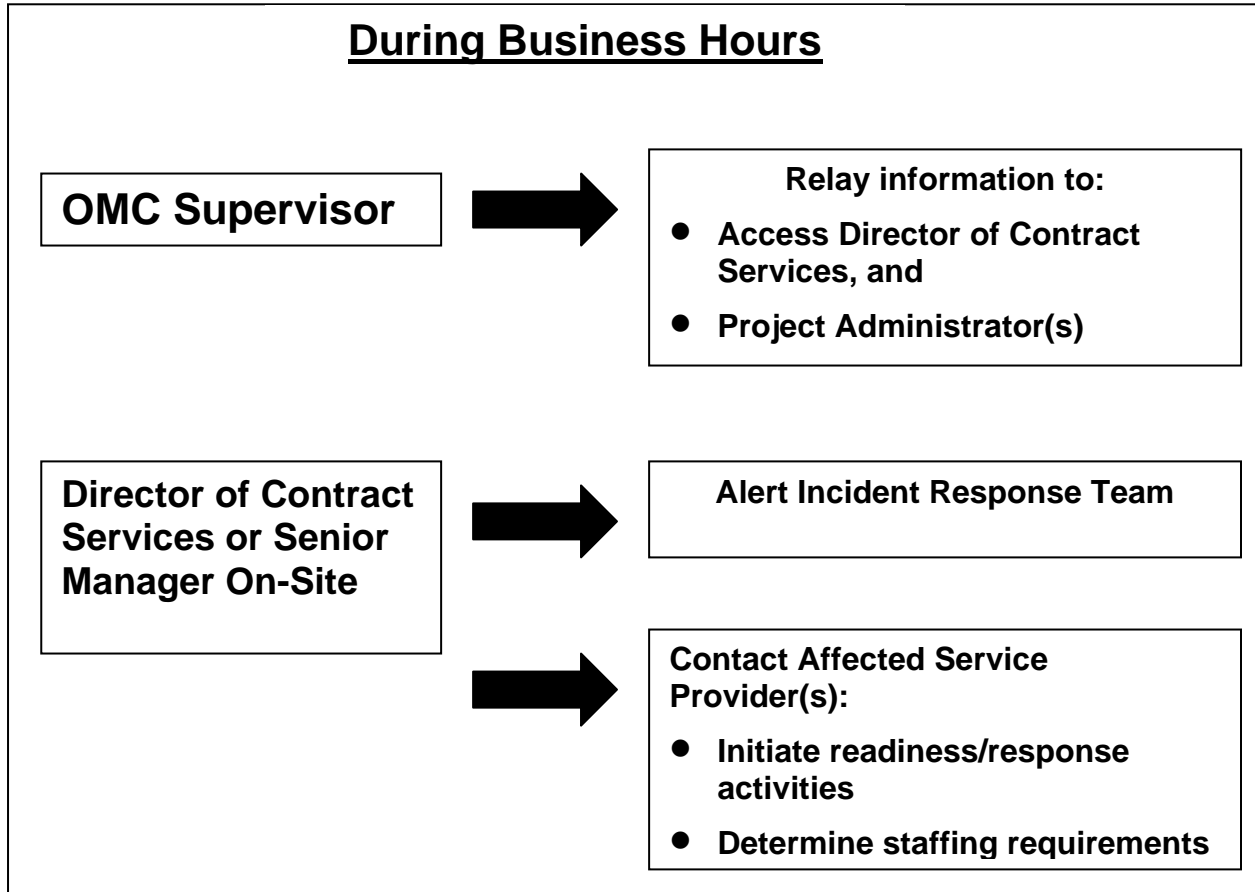 During Business Hours
OMC Supervisor
Relay information to:
● Access Director of Contract
Services, and
● Project Administrator(s)
Director of Contract
Services or Senior
Manager On-Site
Alert Incident Response Team
Contact Affected Service
Provider(s):
● Initiate readiness/response
activities
● Determine staffing requirements